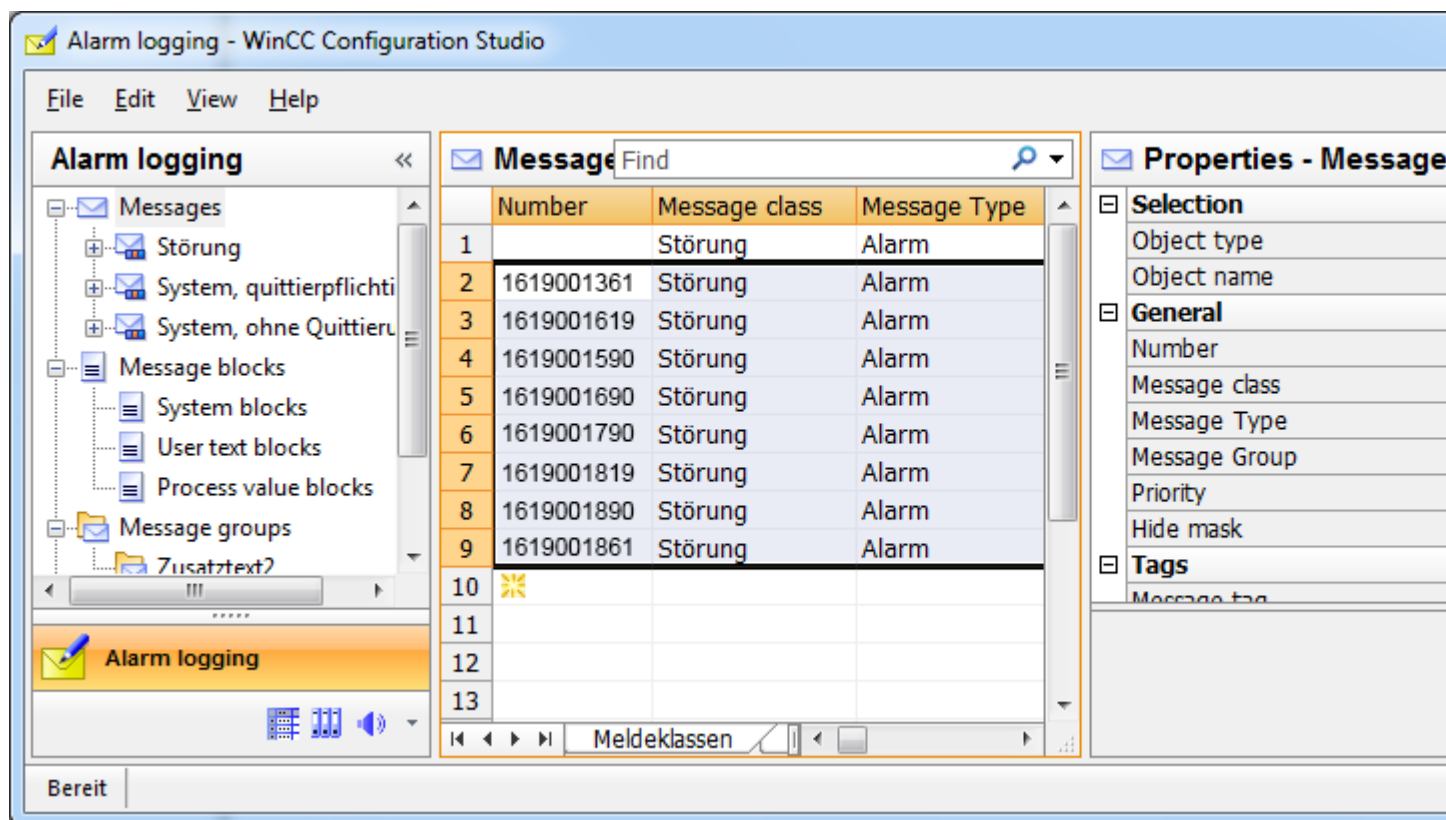 Alarm logging - WinCC Configuration Studio
File Edit View Help
Alarm logging «
Messages
Störung
System, quittierpflichti
System, ohne Quittieru
Message blocks
System blocks
User text blocks
Process value blocks
Message groups
Zusatztext2
Alarm logging
Message Find
Number Message class Message Type
1 Störung Alarm
2 1619001361 Störung Alarm
3 1619001619 Störung Alarm
4 1619001590 Störung Alarm
5 1619001690 Störung Alarm
6 1619001790 Störung Alarm
7 1619001819 Störung Alarm
8 1619001890 Störung Alarm
9 1619001861 Störung Alarm
10
11
12
13
Meldeklassen
Properties - Message
Selection
Object type
Object name
General
Number
Message class
Message Type
Message Group
Priority
Hide mask
Tags
Message tag
Bereit